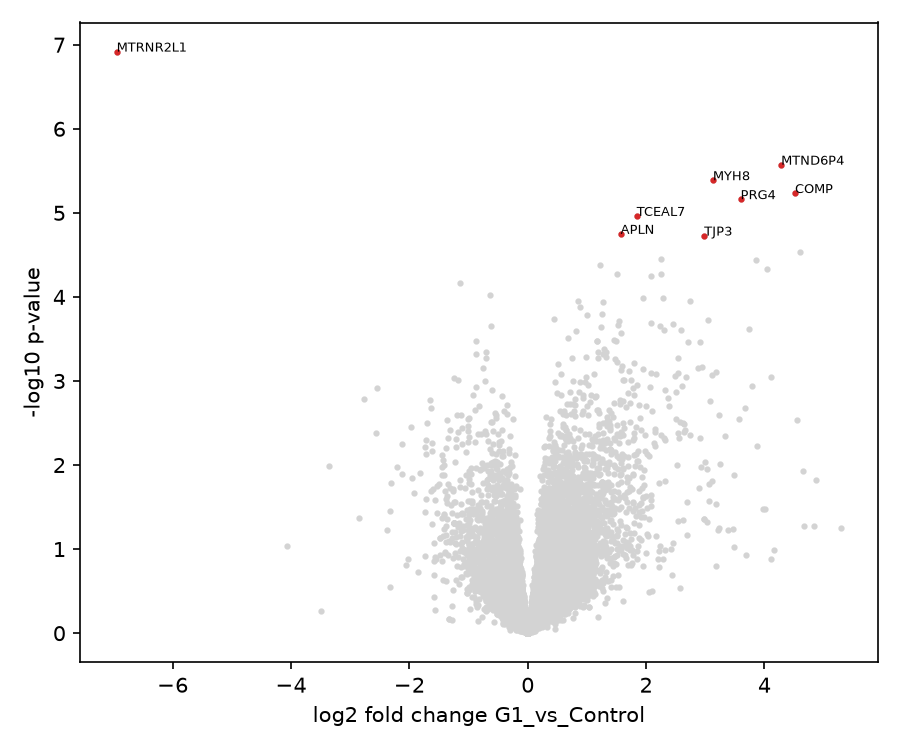 7
MTRNR2L1
6
MTND6P4
MYH8
COMP
PRG4
5
TCEAL7
APLN
TJP3
4
3
2
1
0
-log10 p-value
−6 −4 −2 0 2 4
log2 fold change G1_vs_Control